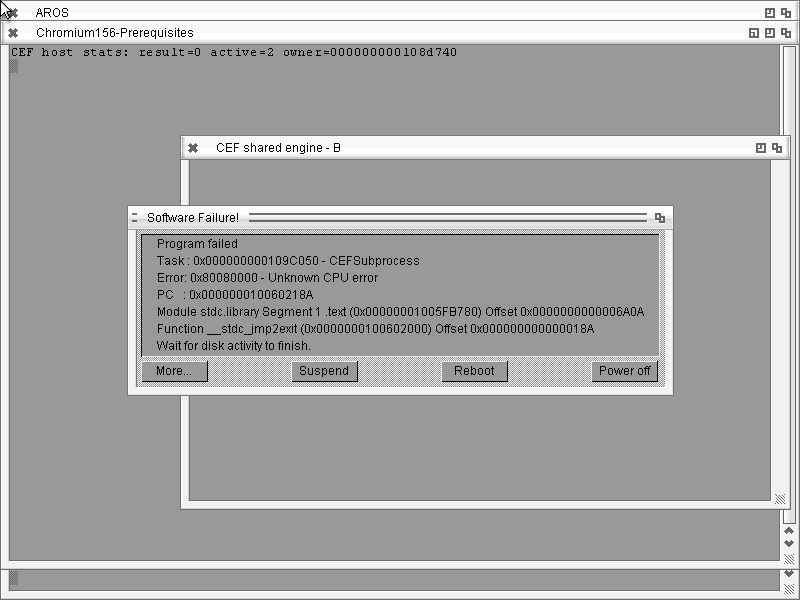 AROS
Chromium156-Prerequisites
CEF host stats: result=0 active=2 owner=000000000108d740
CEF shared engine - B
Software Failure!
Program failed
Task : 0x000000000109C050 - CEFSubprocess
Error: 0x80080000 - Unknown CPU error
PC : 0x000000010060218A
Module stdc.library Segment 1 .text (0x00000001005FB780) Offset 0x0000000000006A0A
Function __stdc_jmp2exit (0x0000000100602000) Offset 0x000000000000018A
Wait for disk activity to finish.
More... Suspend Reboot Power off